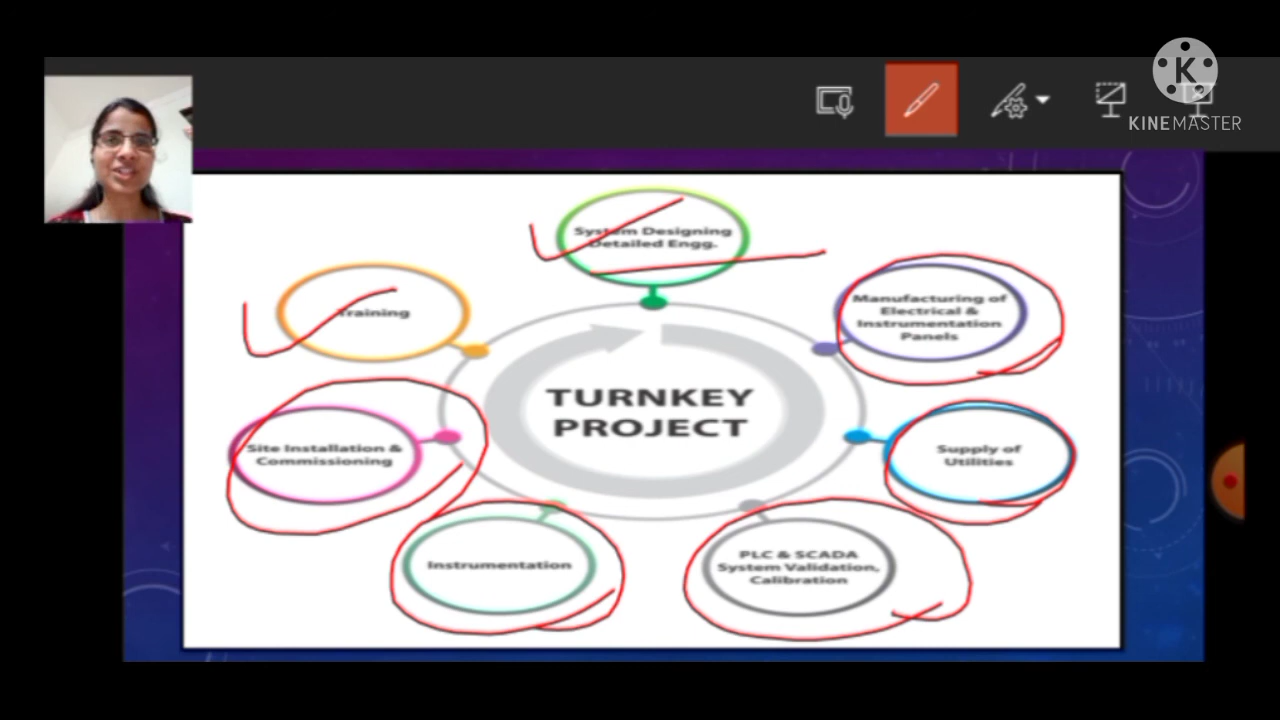 K
KINEMASTER
System Designing
Detailed Engg.
Training
Manufacturing of
Electrical &
Instrumentation
Panels
TURNKEY
PROJECT
Site Installation &
Commissioning
Supply of
Utilities
Instrumentation
PLC & SCADA
System Validation,
Calibration